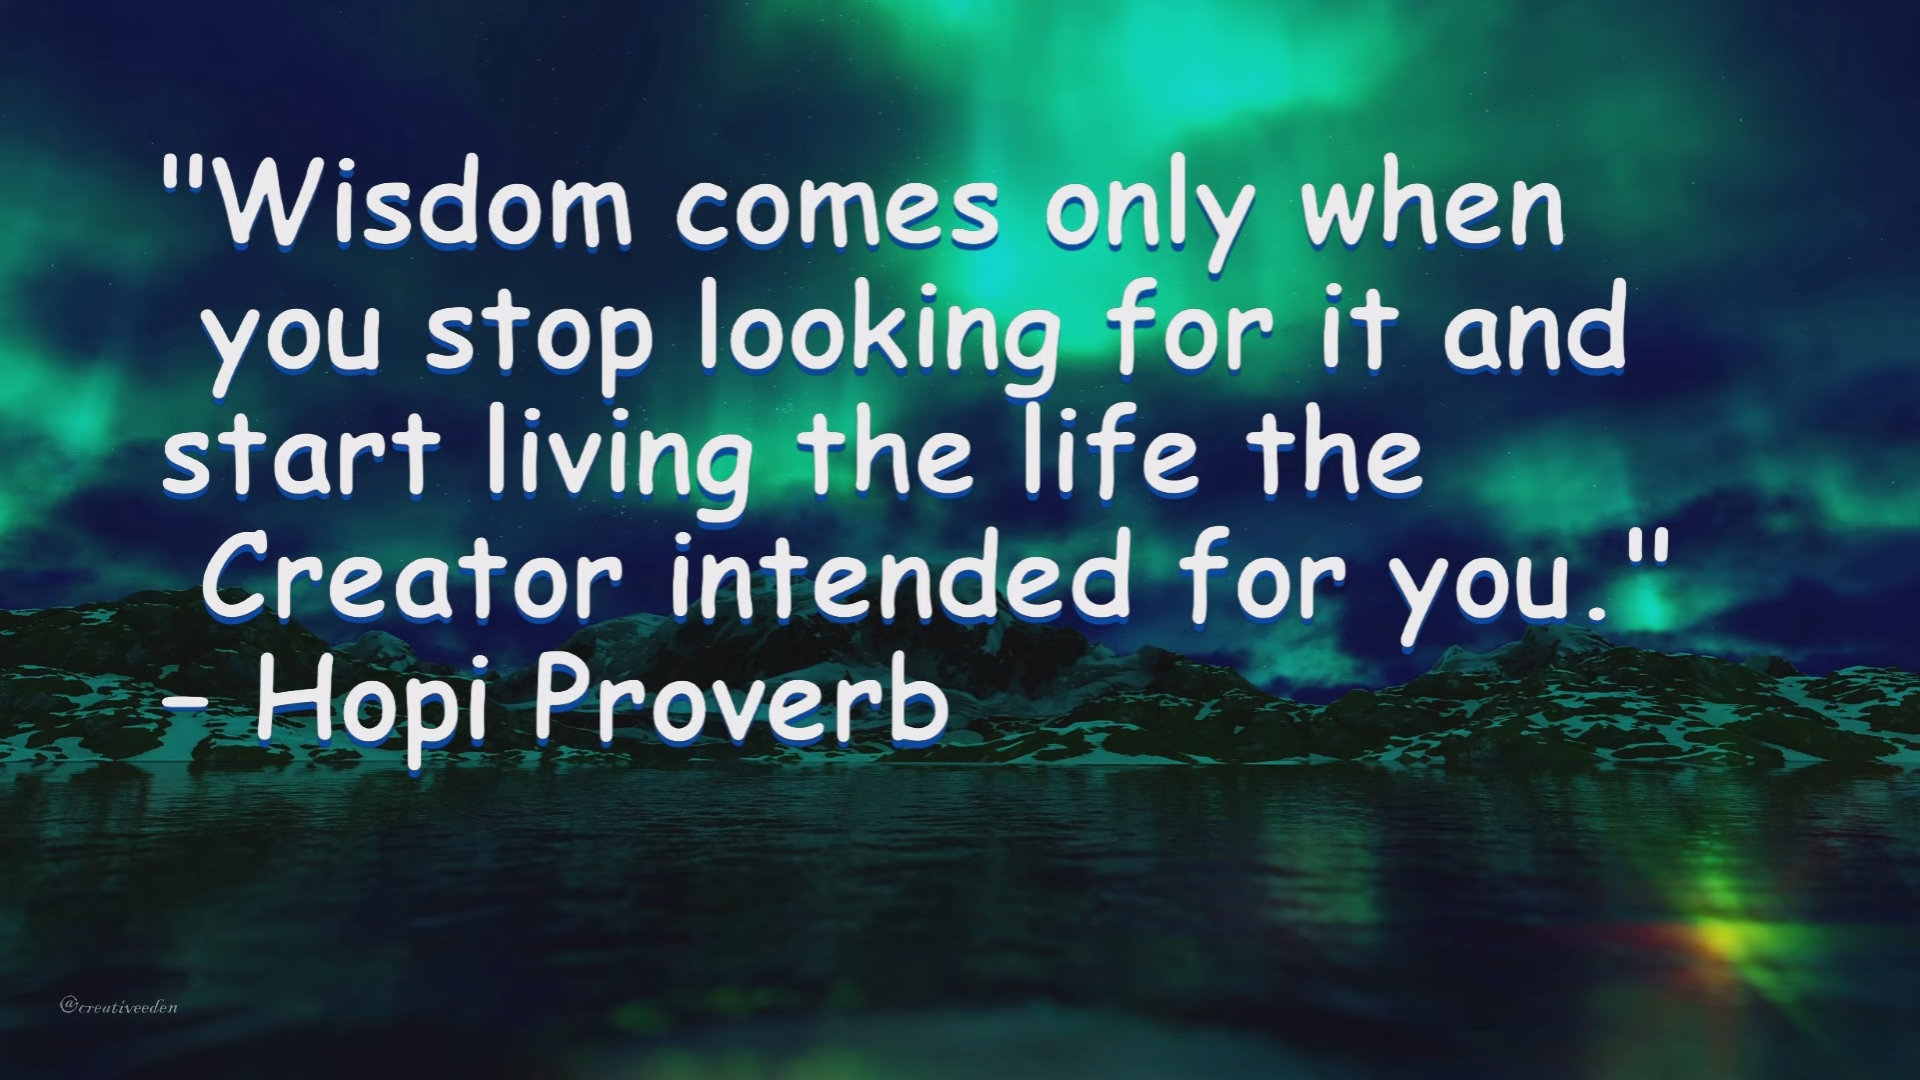 "Wisdom comes only when
you stop looking for it and
start living the life the
Creator intended for you."
- Hopi Proverb
@creativeeden